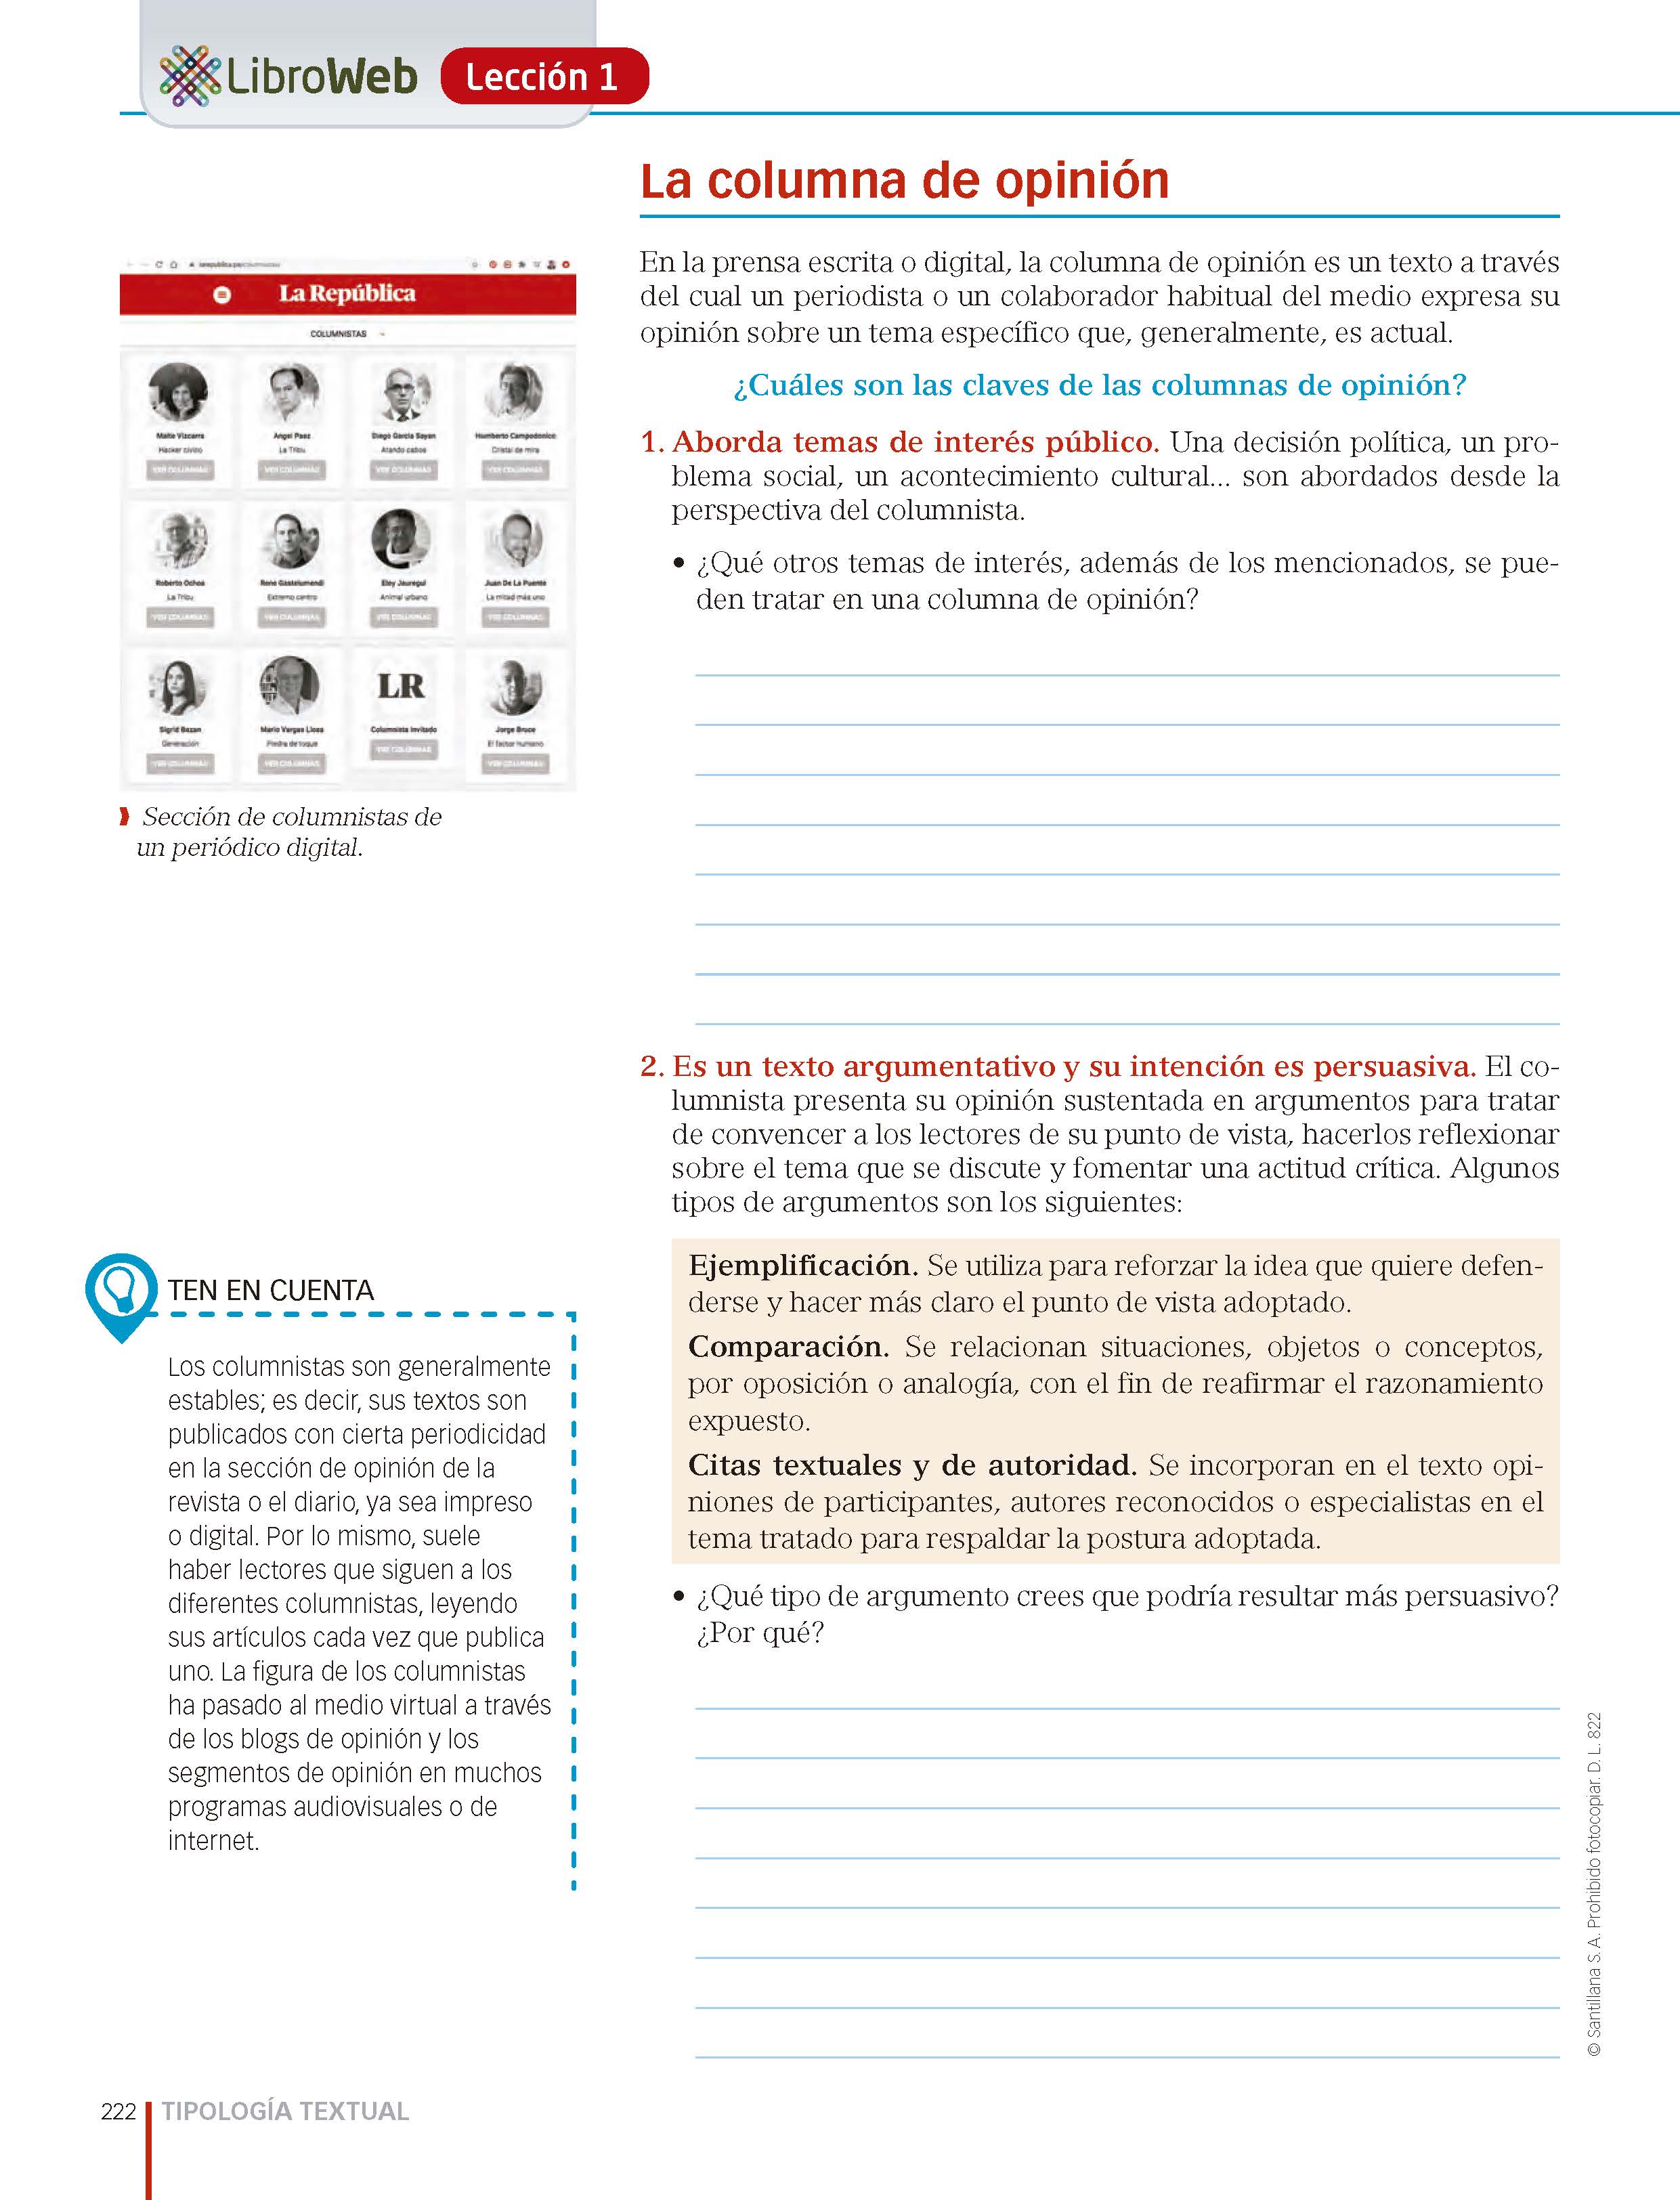 LibroWeb Lección 1
La columna de opinión
En la prensa escrita o digital, la columna de opinión es un texto a través
del cual un periodista o un colaborador habitual del medio expresa su
opinión sobre un tema específico que, generalmente, es actual.
¿Cuáles son las claves de las columnas de opinión?
1. Aborda temas de interés público. Una decisión política, un pro-
blema social, un acontecimiento cultural... son abordados desde la
perspectiva del columnista.
• ¿Qué otros temas de interés, además de los mencionados, se pue-
den tratar en una columna de opinión?
La República
COLUMNISTAS
Maite Vizcarra
Hacker cívico
VER COLUMNAS
Angel Paez
La Tribu
VER COLUMNAS
Diego García Sayan
Atando cabos
VER COLUMNAS
Humberto Campodonico
Cristal de mira
VER COLUMNAS
Roberto Ochoa
La Tribu
VER COLUMNAS
Rene Gastelumendi
Extremo centro
VER COLUMNAS
Eloy Jauregui
Animal urbano
VER COLUMNAS
Juan De La Puente
La mitad más uno
VER COLUMNAS
Sigrid Bazan
Generación
VER COLUMNAS
Mario Vargas Llosa
Piedra de toque
VER COLUMNAS
LR
Columnista Invitado
VER COLUMNAS
Jorge Bruce
El factor humano
VER COLUMNAS
Sección de columnistas de
un periódico digital.
2. Es un texto argumentativo y su intención es persuasiva. El co-
lumnista presenta su opinión sustentada en argumentos para tratar
de convencer a los lectores de su punto de vista, hacerlos reflexionar
sobre el tema que se discute y fomentar una actitud crítica. Algunos
tipos de argumentos son los siguientes:
Ejemplificación. Se utiliza para reforzar la idea que quiere defen-
derse y hacer más claro el punto de vista adoptado.
Comparación. Se relacionan situaciones, objetos o conceptos,
por oposición o analogía, con el fin de reafirmar el razonamiento
expuesto.
Citas textuales y de autoridad. Se incorporan en el texto opi-
niones de participantes, autores reconocidos o especialistas en el
tema tratado para respaldar la postura adoptada.
• ¿Qué tipo de argumento crees que podría resultar más persuasivo?
¿Por qué?
TEN EN CUENTA
Los columnistas son generalmente
estables; es decir, sus textos son
publicados con cierta periodicidad
en la sección de opinión de la
revista o el diario, ya sea impreso
o digital. Por lo mismo, suele
haber lectores que siguen a los
diferentes columnistas, leyendo
sus artículos cada vez que publica
uno. La figura de los columnistas
ha pasado al medio virtual a través
de los blogs de opinión y los
segmentos de opinión en muchos
programas audiovisuales o de
internet.
© Santillana S. A. Prohibido fotocopiar. D. L. 822
222 TIPOLOGÍA TEXTUAL